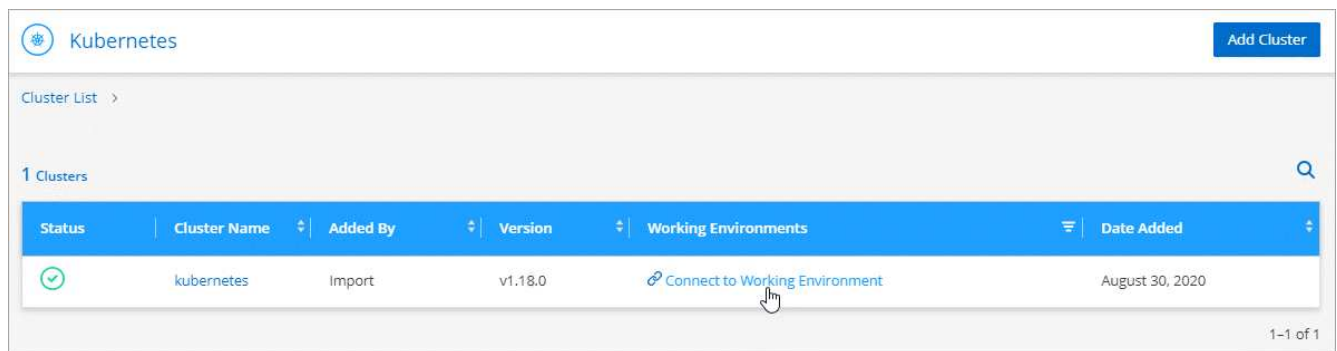 Kubernetes
Add Cluster
Cluster List >
1 Clusters
Status Cluster Name Added By Version Working Environments Date Added
kubernetes Import v1.18.0 Connect to Working Environment August 30, 2020
1–1 of 1